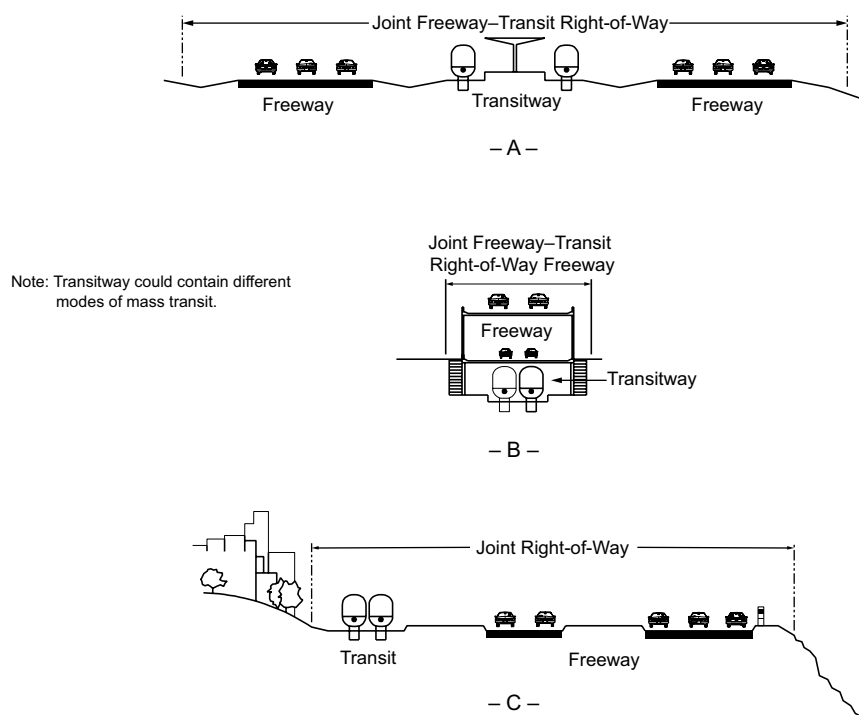 Joint Freeway–Transit Right-of-Way
Freeway
Transitway
Freeway
– A –
Joint Freeway–Transit
Right-of-Way Freeway
Note: Transitway could contain different
modes of mass transit.
Freeway
Transitway
– B –
Joint Right-of-Way
Transit
Freeway
– C –